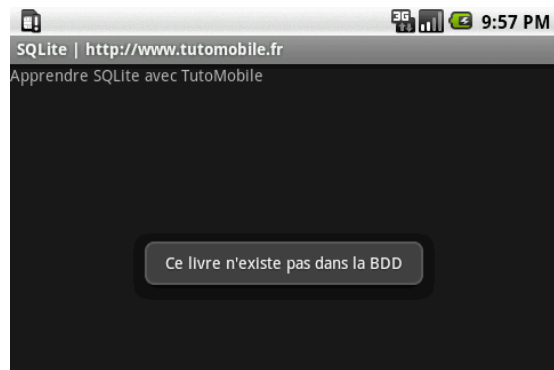 3G 9:57 PM
SQLite | http://www.tutomobile.fr
Apprendre SQLite avec TutoMobile
Ce livre n'existe pas dans la BDD